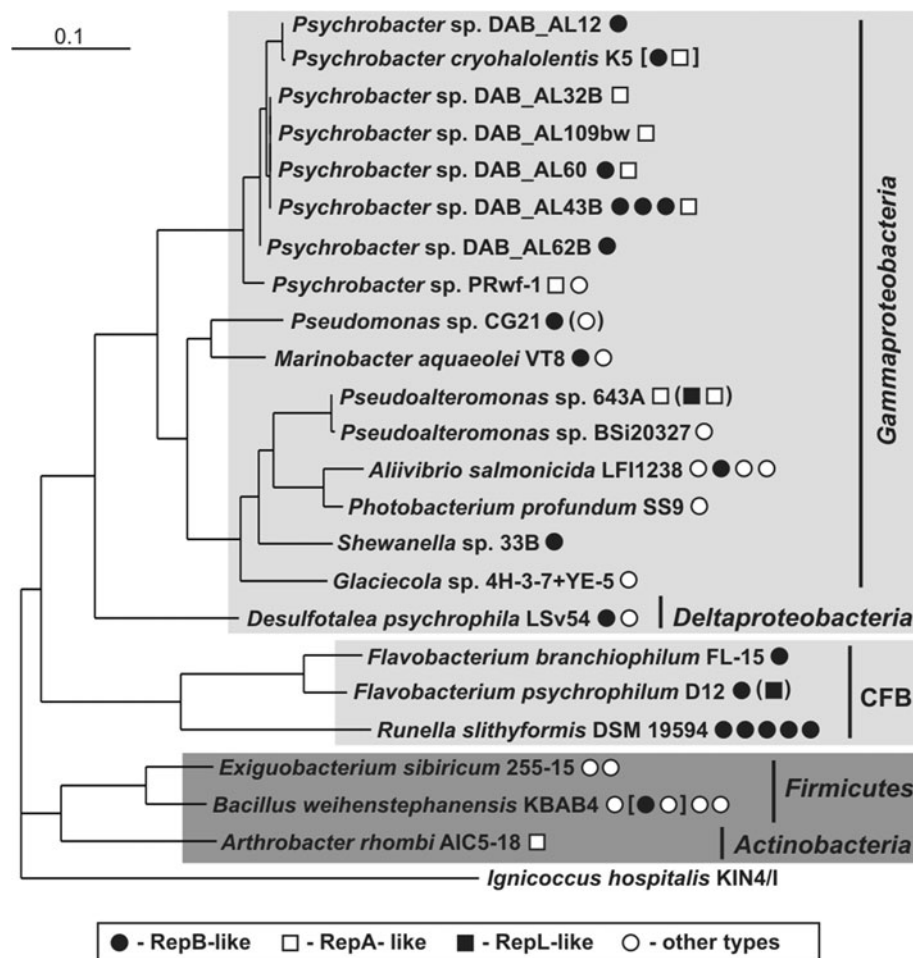 0.1
Psychrobacter sp. DAB_AL12 ●
Psychrobacter cryohalolentis K5 [●□]
Psychrobacter sp. DAB_AL32B □
Psychrobacter sp. DAB_AL109bw □
Psychrobacter sp. DAB_AL60 ●□
Psychrobacter sp. DAB_AL43B ●●●□
Psychrobacter sp. DAB_AL62B ●
Psychrobacter sp. PRwf-1 □○
Pseudomonas sp. CG21 ●(○)
Marinobacter aquaeolei VT8 ●○
Pseudoalteromonas sp. 643A □(■□)
Pseudoalteromonas sp. BSi20327 ○
Aliivibrio salmonicida LFI1238 ○●○○
Photobacterium profundum SS9 ○
Shewanella sp. 33B ●
Glaciecola sp. 4H-3-7+YE-5 ○
Gammaproteobacteria
Desulfotalea psychrophila LSv54 ●○
Deltaproteobacteria
Flavobacterium branchiophilum FL-15 ●
Flavobacterium psychrophilum D12 ●(■)
Runella slithyformis DSM 19594 ●●●●●
CFB
Exiguobacterium sibiricum 255-15 ○○
Bacillus weihenstephanensis KBAB4 ○[●○]○○
Firmicutes
Arthrobacter rhombi AIC5-18 □
Actinobacteria
Ignicoccus hospitalis KIN4/I
● - RepB-like □ - RepA- like ■ - RepL-like ○ - other types